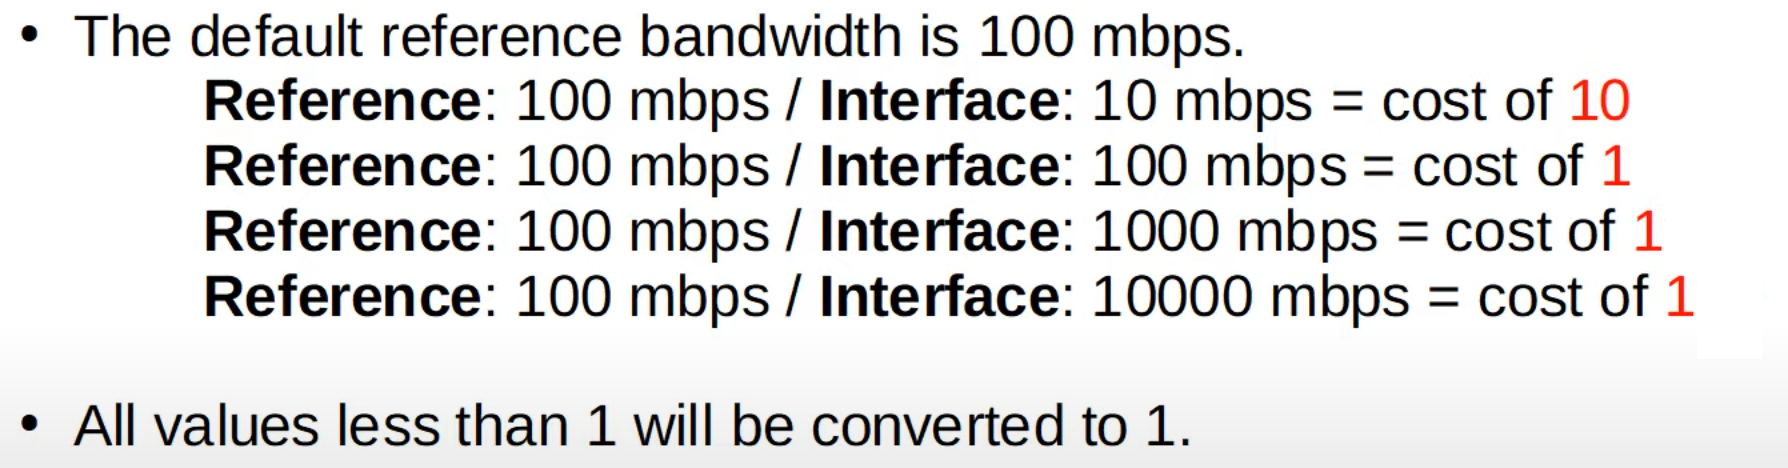 • The default reference bandwidth is 100 mbps.
Reference: 100 mbps / Interface: 10 mbps = cost of 10
Reference: 100 mbps / Interface: 100 mbps = cost of 1
Reference: 100 mbps / Interface: 1000 mbps = cost of 1
Reference: 100 mbps / Interface: 10000 mbps = cost of 1
• All values less than 1 will be converted to 1.